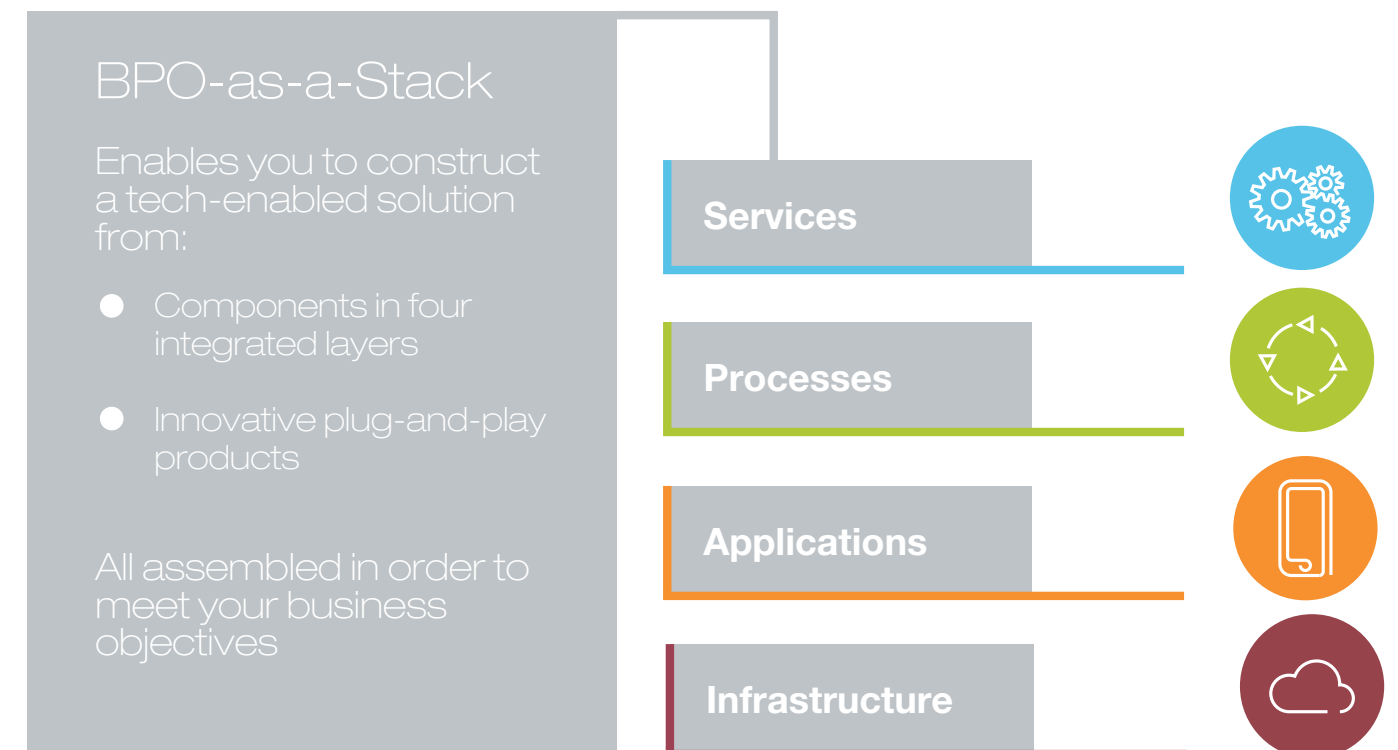 BPO-as-a-Stack
Enables you to construct
a tech-enabled solution
from:
Components in four
integrated layers
Innovative plug-and-play
products
All assembled in order to
meet your business
objectives
Services
Processes
Applications
Infrastructure